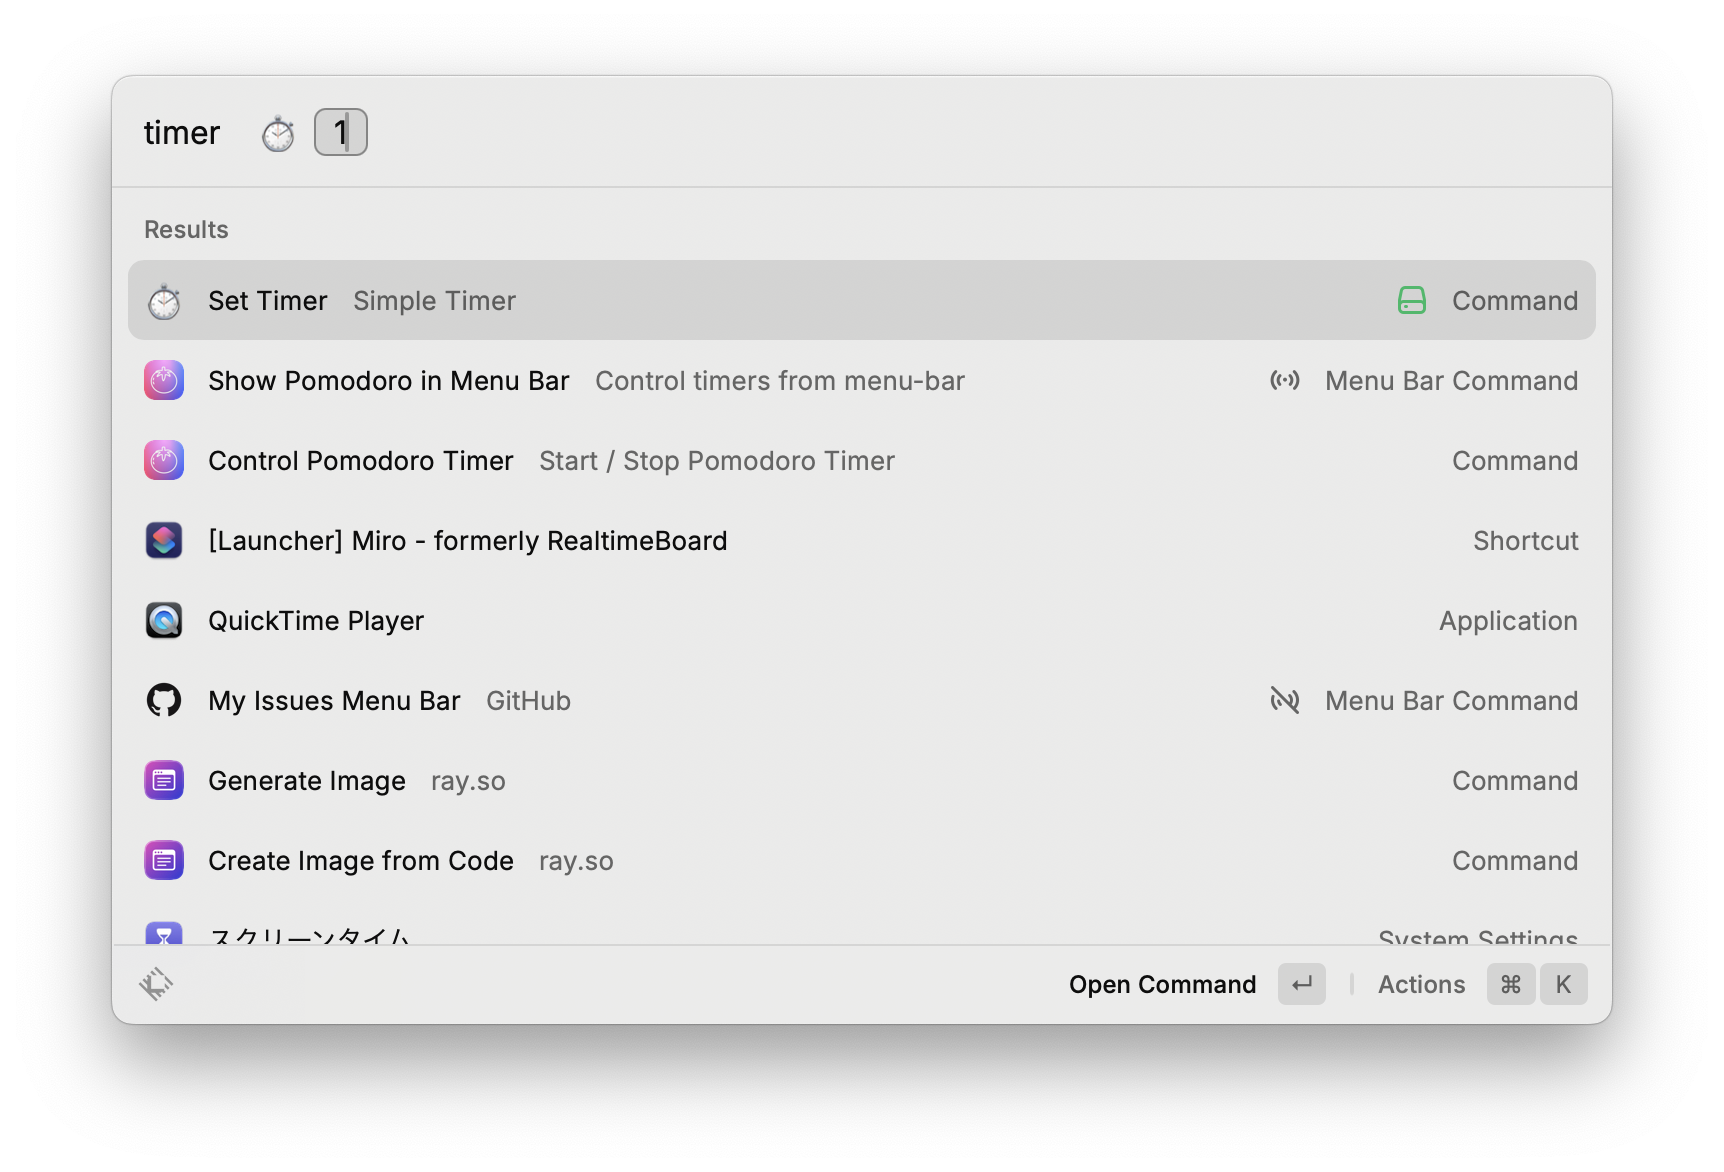 timer 1
Results
Set Timer Simple Timer Command
Show Pomodoro in Menu Bar Control timers from menu-bar Menu Bar Command
Control Pomodoro Timer Start / Stop Pomodoro Timer Command
[Launcher] Miro - formerly RealtimeBoard Shortcut
QuickTime Player Application
My Issues Menu Bar GitHub Menu Bar Command
Generate Image ray.so Command
Create Image from Code ray.so Command
スクリーンタイム System Settings
Open Command ↵ Actions ⌘ K